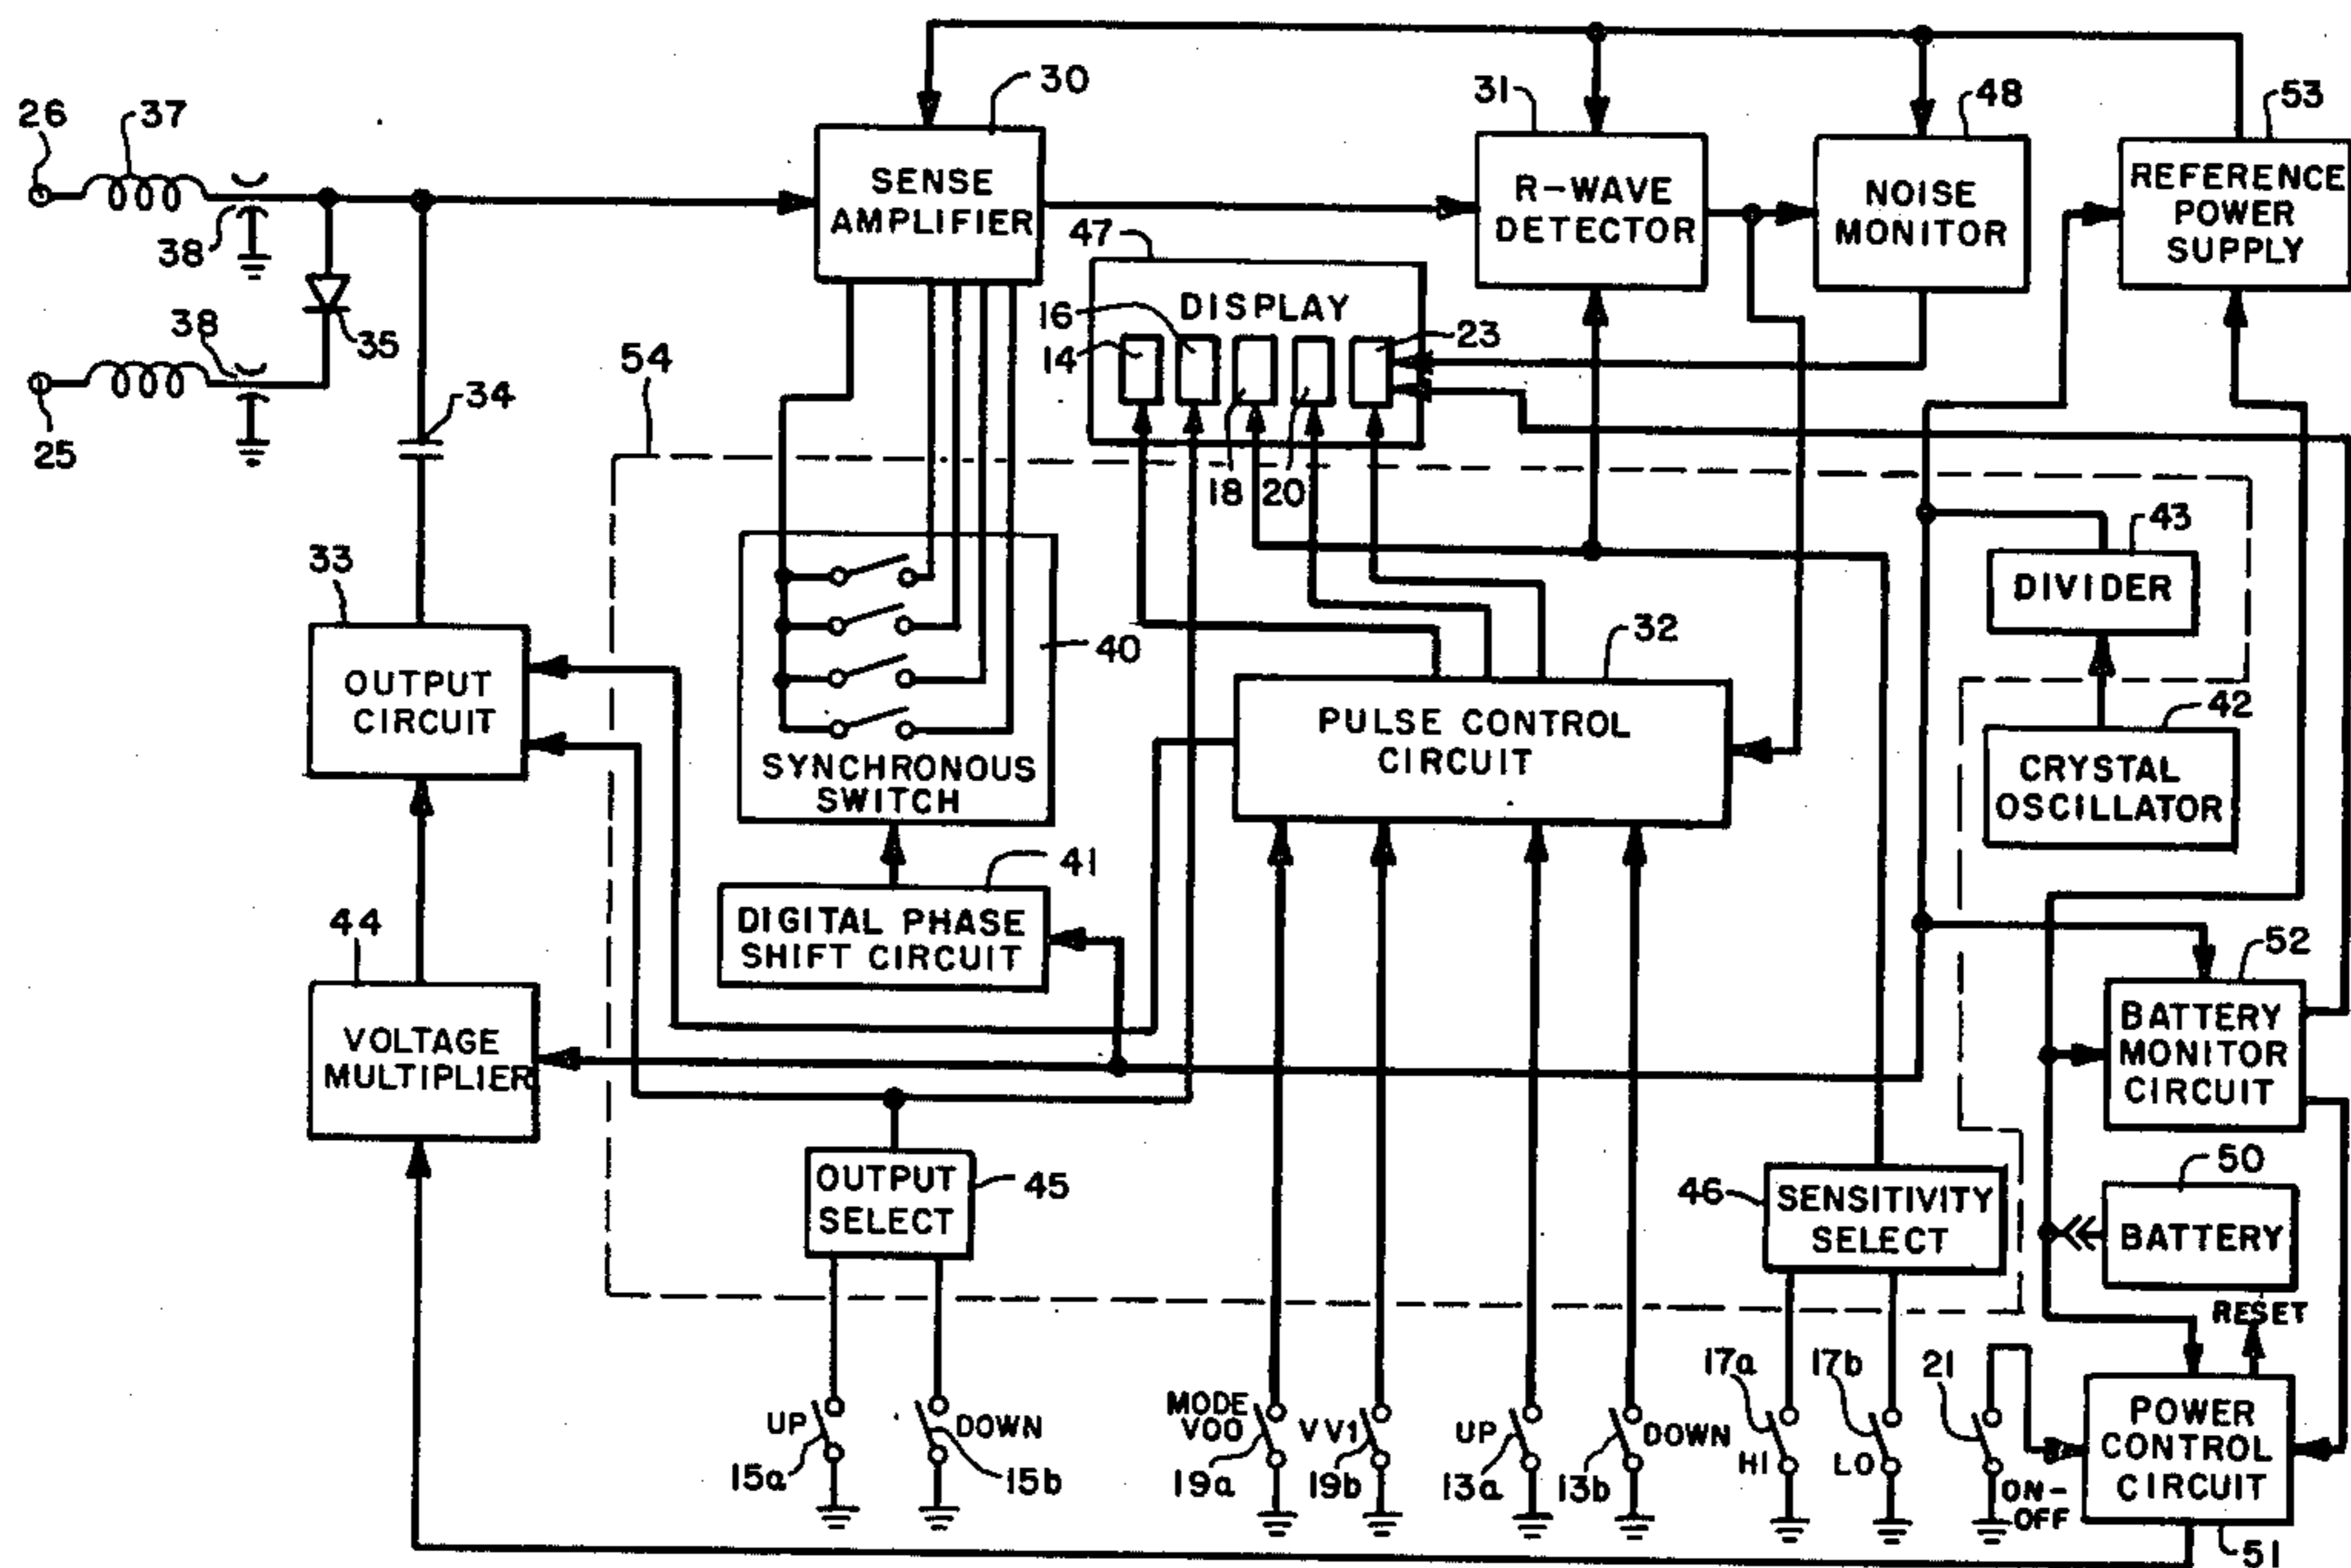 30
31
48
53
26
37
SENSE
AMPLIFIER
R-WAVE
DETECTOR
NOISE
MONITOR
REFERENCE
POWER
SUPPLY
38
47
DISPLAY
16
14
23
38
35
54
34
25
18
20
43
DIVIDER
33
OUTPUT
CIRCUIT
40
32
PULSE CONTROL
CIRCUIT
42
CRYSTAL
OSCILLATOR
SYNCHRONOUS
SWITCH
41
DIGITAL PHASE
SHIFT CIRCUIT
44
VOLTAGE
MULTIPLIER
52
BATTERY
MONITOR
CIRCUIT
50
BATTERY
OUTPUT
SELECT
45
46
SENSITIVITY
SELECT
RESET
UP
15a
DOWN
15b
MODE
VOO
19a
VV1
19b
UP
13a
DOWN
13b
17a
HI
17b
LO
21
ON-
OFF
POWER
CONTROL
CIRCUIT
51